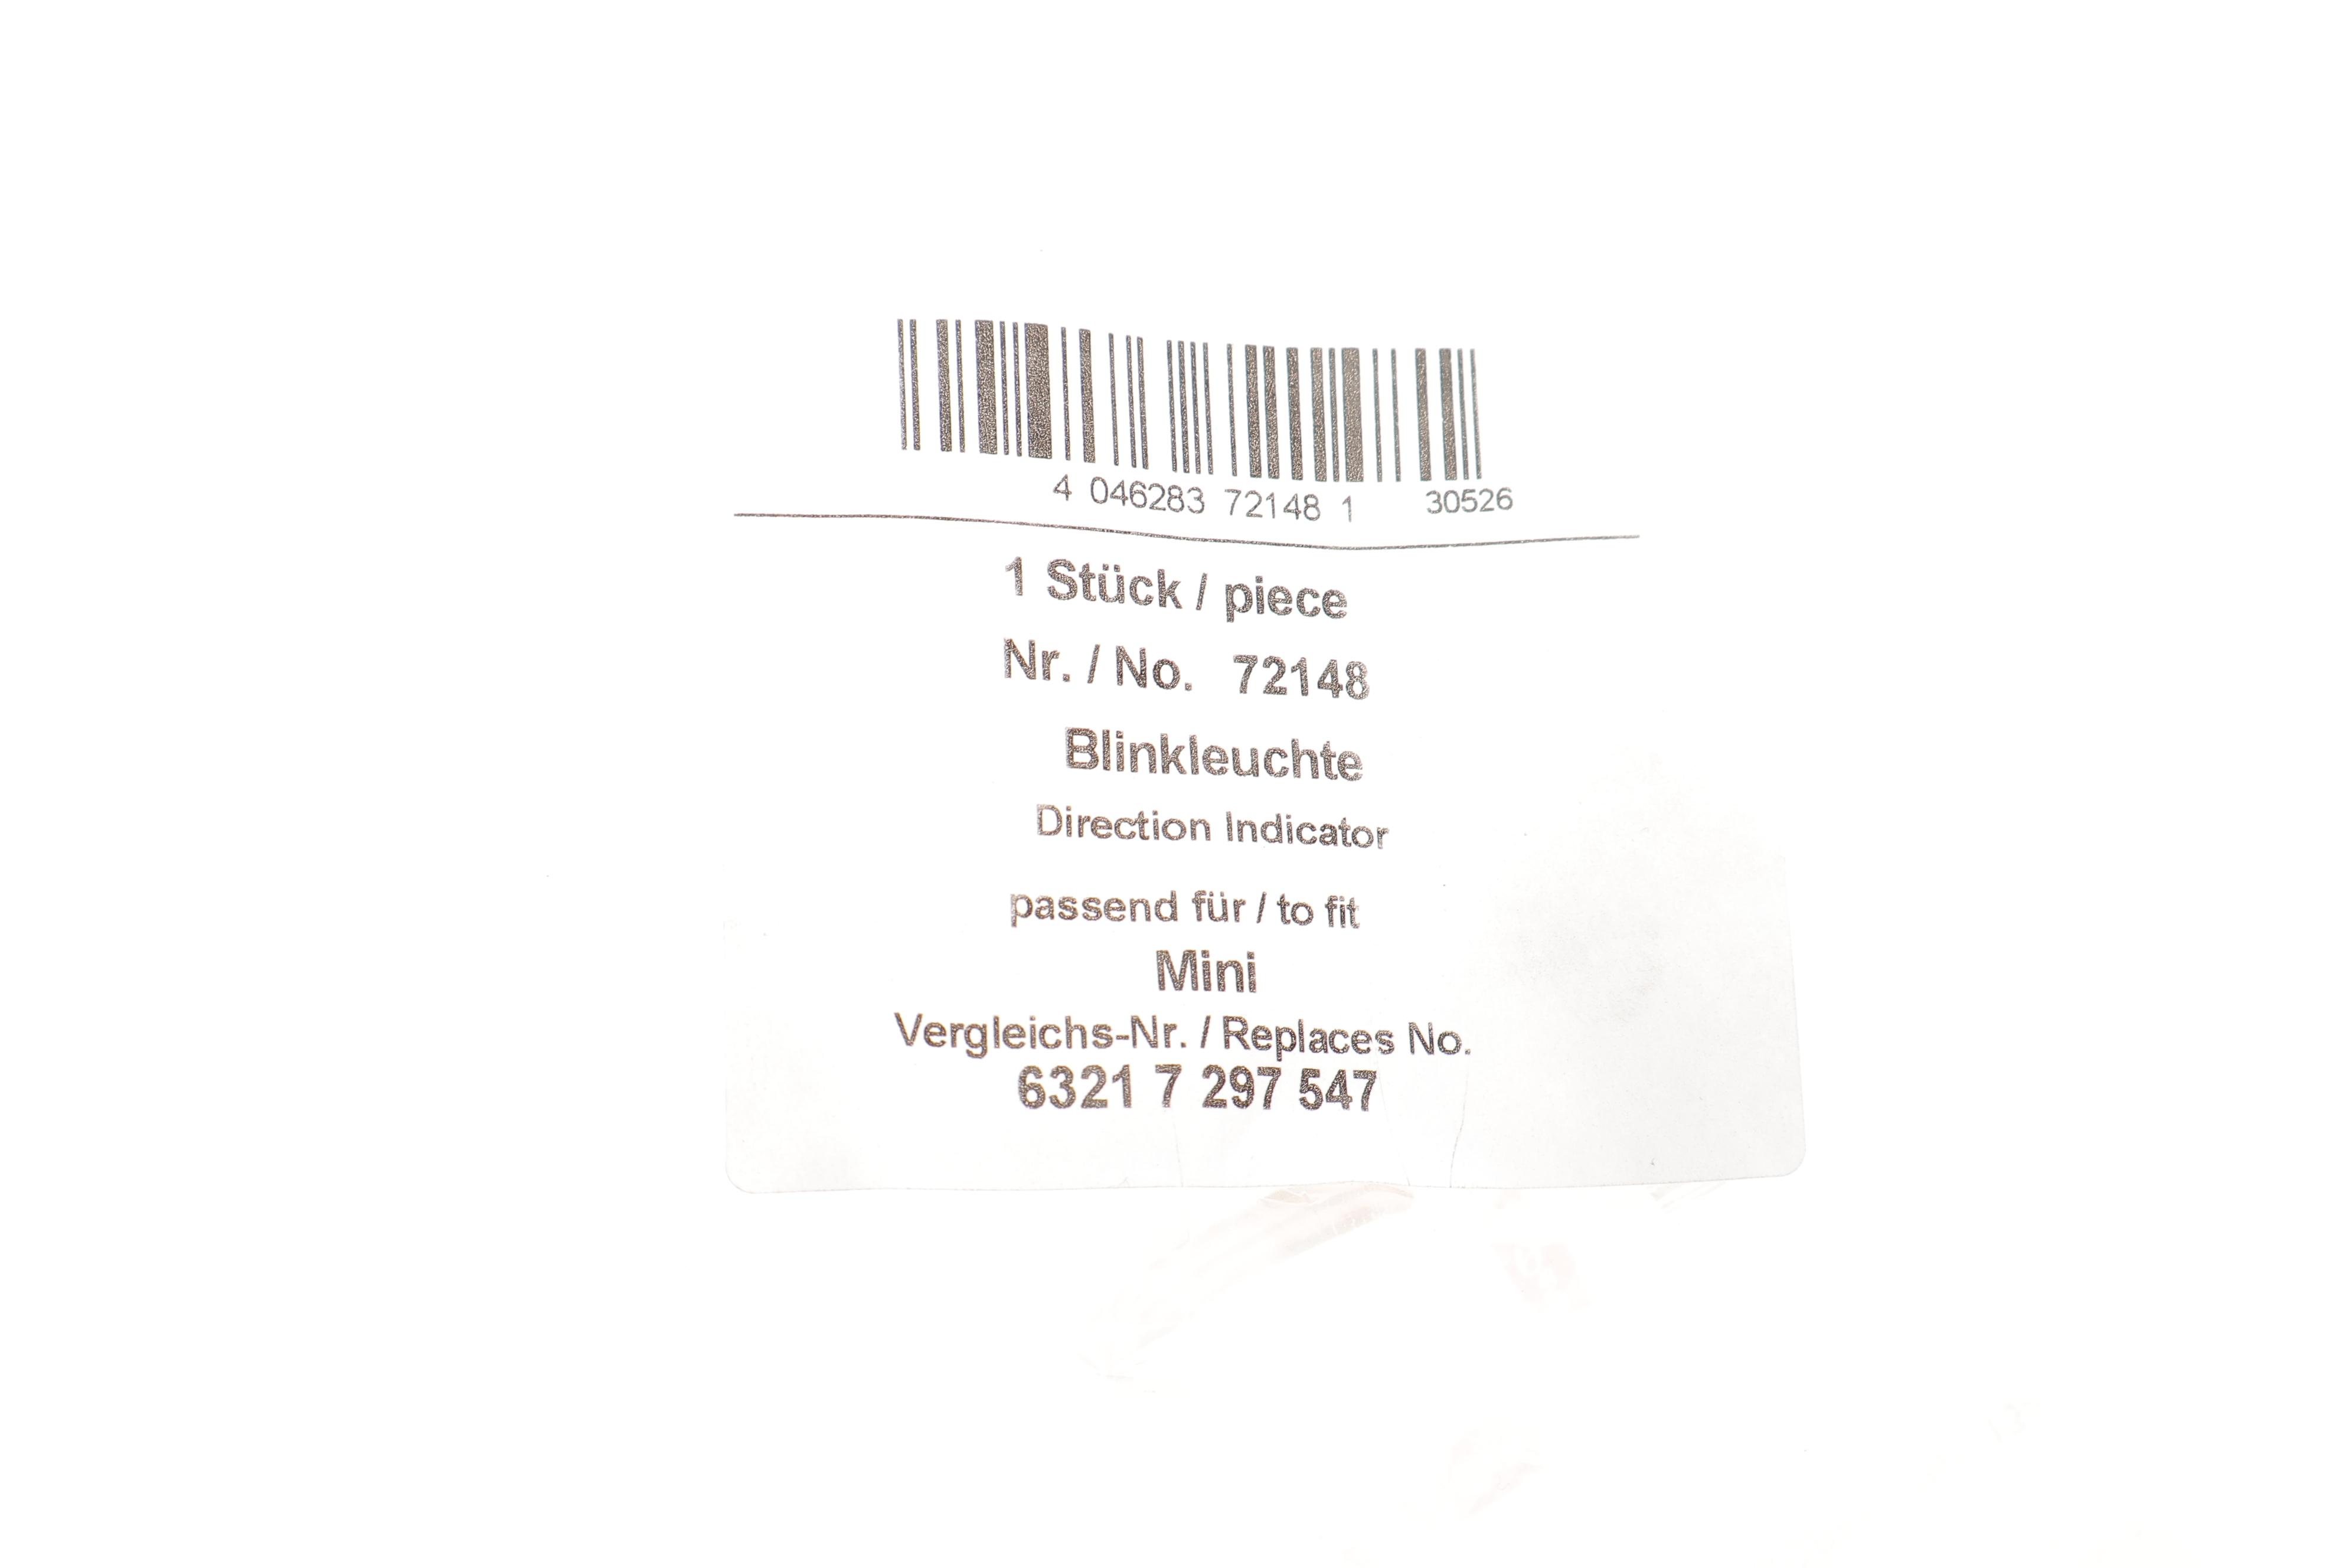 4 046283 72148 1 30526
1 Stück / piece
Nr. / No. 72148
Blinkleuchte
Direction Indicator
passend für / to fit
Mini
Vergleichs-Nr. / Replaces No.
6321 7 297 547